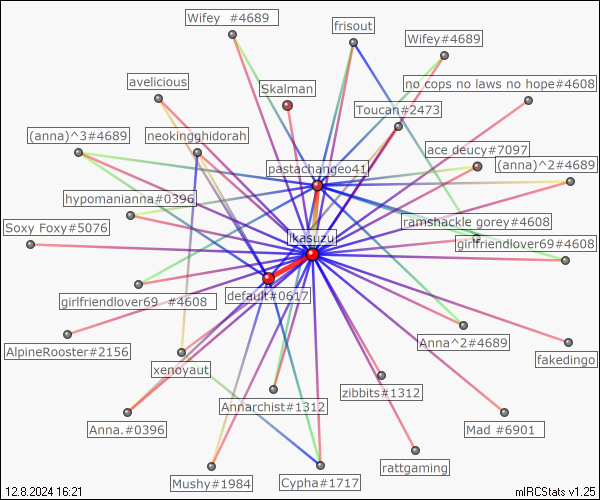 Wifey  #4689
frisout
Wifey#4689
avelicious
Skalman
no cops no laws no hope#4608
Toucan#2473
(anna)^3#4689
neokingghidorah
ace deucy#7097
pastachangeo41
(anna)^2#4689
hypomanianna#0396
ramshackle gorey#4608
Soxy Foxy#5076
ikasuzu
girlfriendlover69#4608
girlfriendlover69  #4608
default#0617
AlpineRooster#2156
Anna^2#4689
fakedingo
xenoyaut
zibbits#1312
Annarchist#1312
Anna.#0396
Mad #6901
rattgaming
Mushy#1984
Cypha#1717
12.8.2024 16:21
mIRCStats v1.25